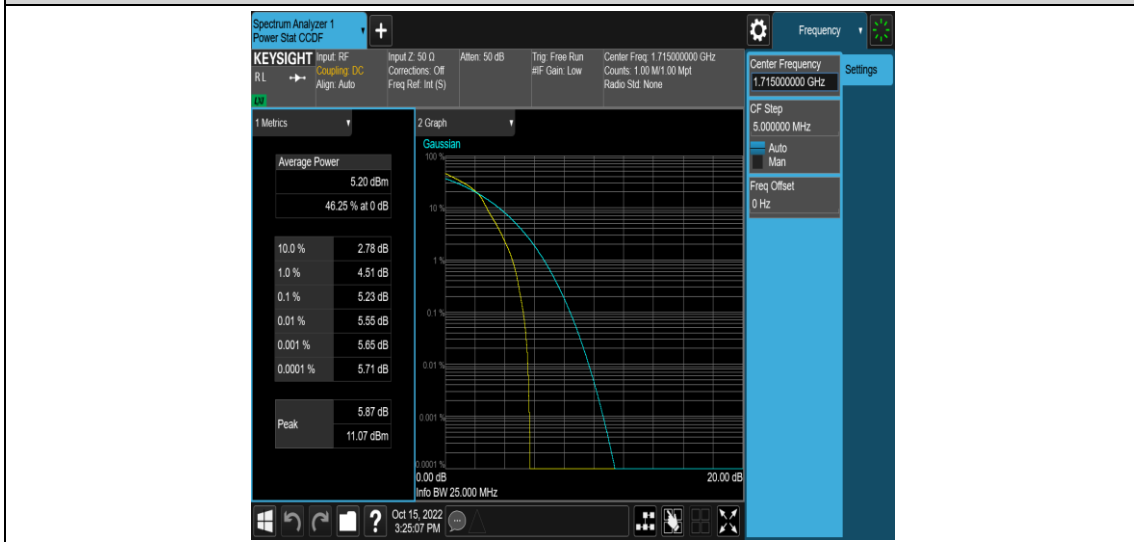 Spectrum Analyzer 1
Power Stat CCDF
+
Frequency
KEYSIGHT
RL
Input: RF
Coupling: DC
Align: Auto
Input Z: 50 Ω
Corrections: Off
Freq Ref: Int (S)
Atten: 50 dB
Trig: Free Run
#IF Gain: Low
Center Freq: 1.715000000 GHz
Counts: 1.00 M/1.00 Mpt
Radio Std: None
Center Frequency
1.715000000 GHz
Settings
CF Step
5.000000 MHz
Auto
Man
Freq Offset
0 Hz
1 Metrics
Average Power
5.20 dBm
46.25 % at 0 dB
10.0 % 2.78 dB
1.0 % 4.51 dB
0.1 % 5.23 dB
0.01 % 5.55 dB
0.001 % 5.65 dB
0.0001 % 5.71 dB
Peak
5.87 dB
11.07 dBm
2 Graph
Gaussian
100 %
10 %
1 %
0.1 %
0.01 %
0.001 %
0.0001 %
0.00 dB
20.00 dB
Info BW 25.000 MHz
?
Oct 15, 2022
3:25:07 PM